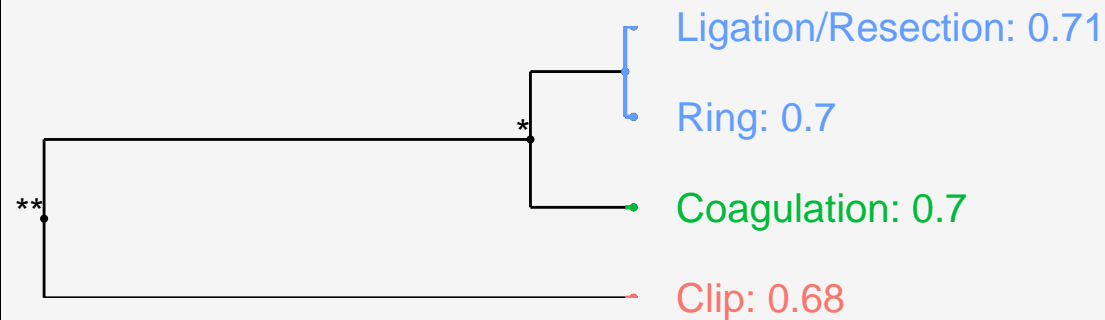 Ligation/Resection: 0.71
Ring: 0.7
*
Coagulation: 0.7
**
Clip: 0.68